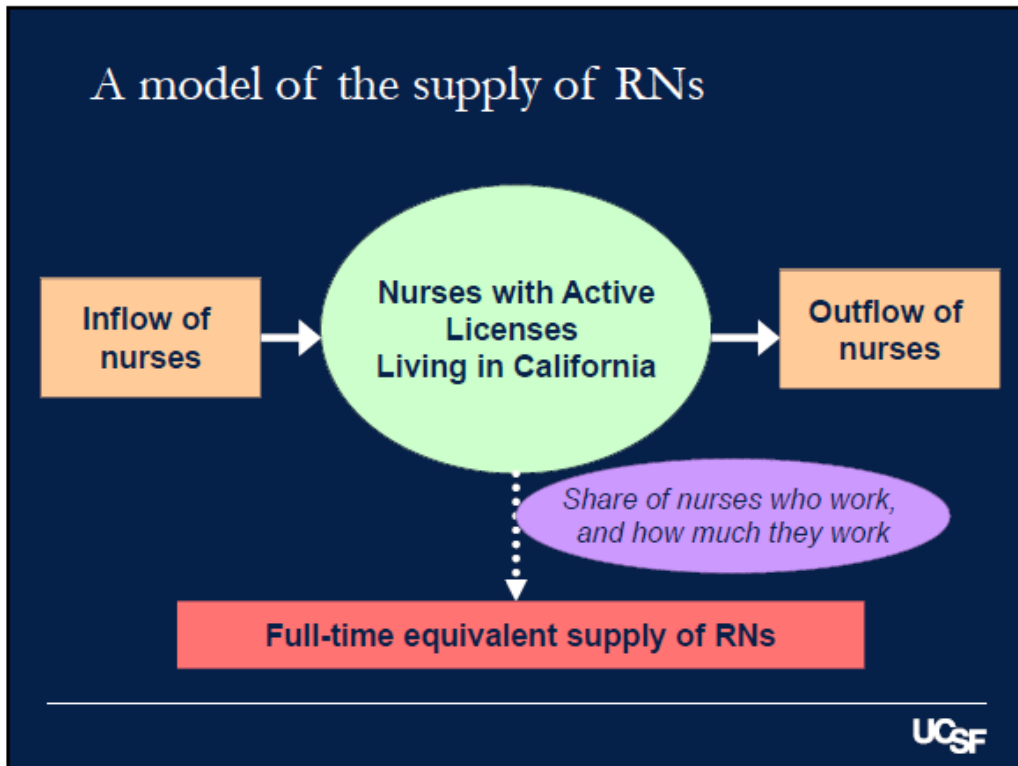 A model of the supply of RNs
Inflow of
nurses
Nurses with Active
Licenses
Living in California
Outflow of
nurses
Share of nurses who work,
and how much they work
Full-time equivalent supply of RNs
UCSF